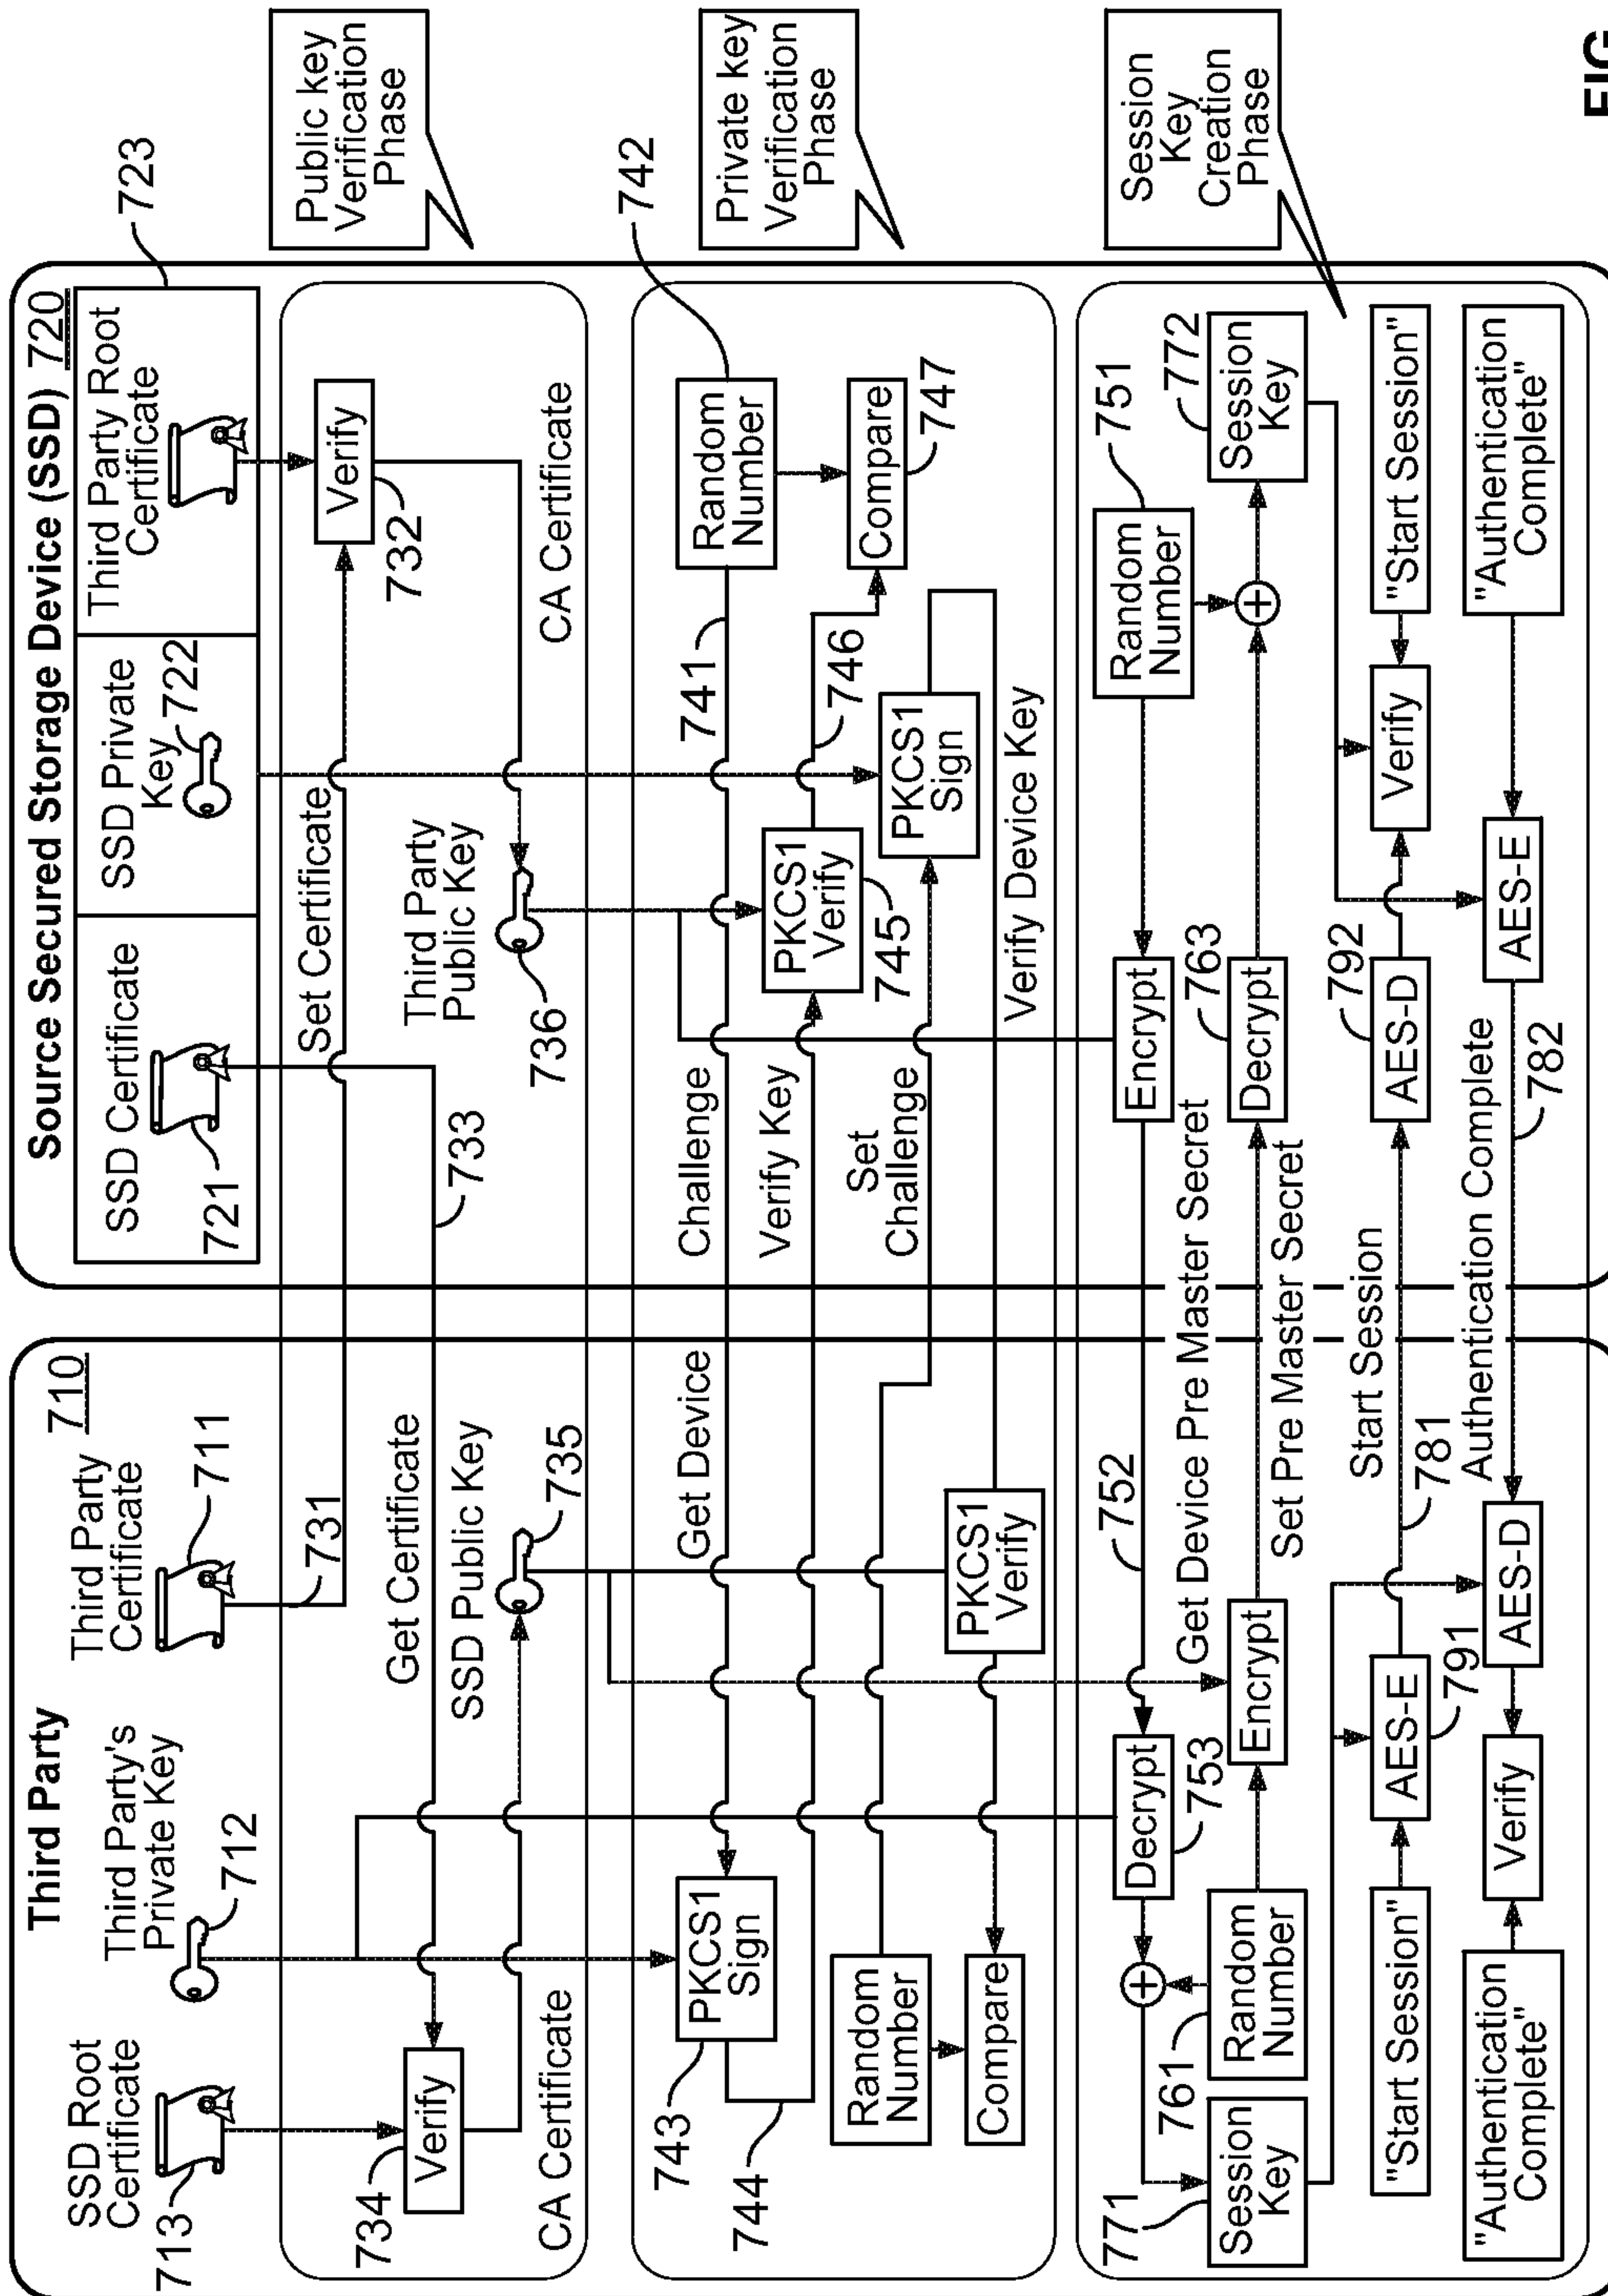 Third Party
710
SSD Root
Certificate
713
Third Party's
Private Key
712
Third Party
Certificate
711
Source Secured Storage Device (SSD) 720
SSD Certificate
721
SSD Private
Key
722
Third Party Root
Certificate
723
731
Set Certificate
Verify
732
Get Certificate
733
Verify
734
SSD Public Key
735
CA Certificate
Third Party
Public Key
736
CA Certificate
Public key
Verification
Phase
Get Device
Challenge
741
Random
Number
742
PKCS1
Sign
743
744
Verify Key
PKCS1
Verify
745
746
Compare
747
Random
Number
Set
Challenge
PKCS1
Sign
Compare
PKCS1
Verify
Verify Device Key
Private key
Verification
Phase
Random
Number
751
Decrypt
753
752
Encrypt
Get Device Pre Master Secret
Session
Key
771
761
Random
Number
Encrypt
Set Pre Master Secret
Decrypt
763
Session
Key
772
Session
Key
Creation
Phase
"Start Session"
AES-E
791
Start Session
781
AES-D
792
Verify
"Start Session"
"Authentication
Complete"
Verify
AES-D
Authentication Complete
782
AES-E
"Authentication
Complete"
FIG